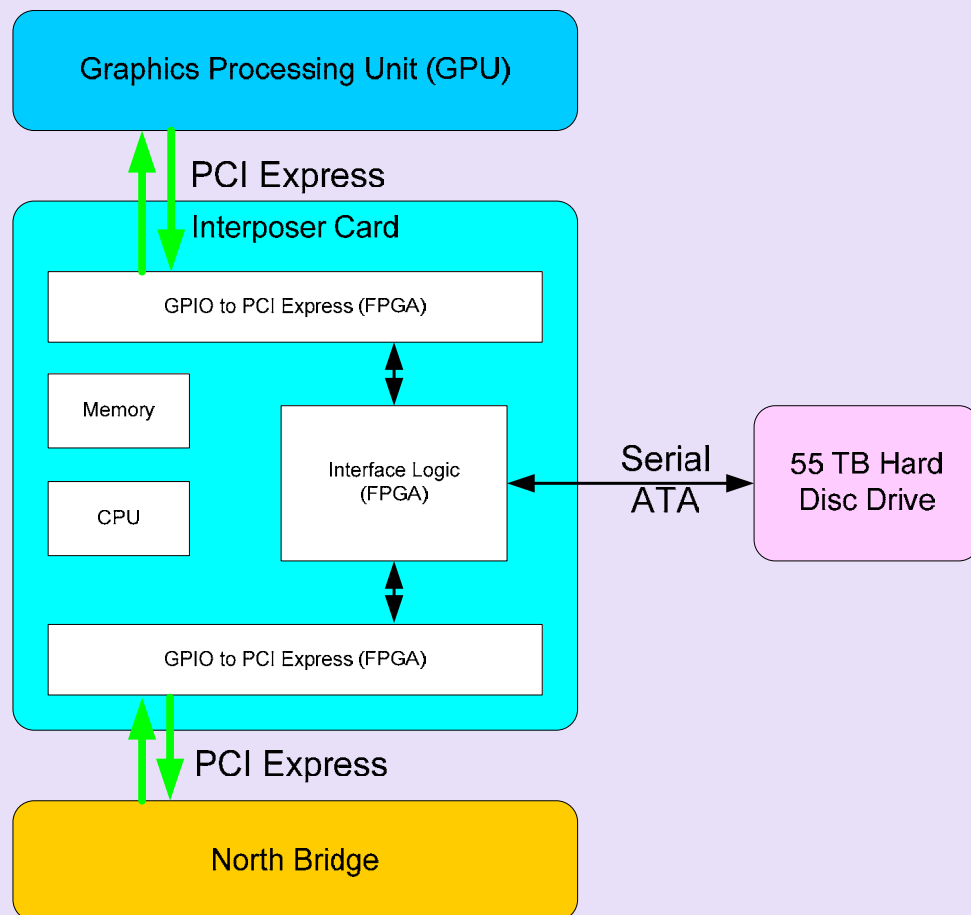 Graphics Processing Unit (GPU)
PCI Express
Interposer Card
GPIO to PCI Express (FPGA)
Memory
CPU
Interface Logic
(FPGA)
Serial
ATA
55 TB Hard
Disc Drive
GPIO to PCI Express (FPGA)
PCI Express
North Bridge